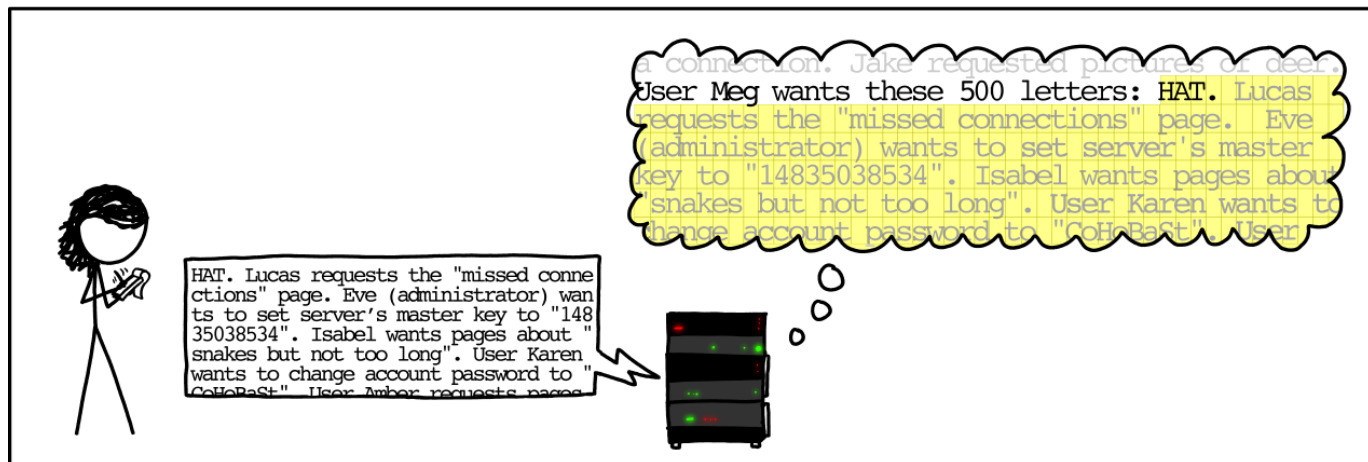 a connection. Jake requested pictures of deer.
User Meg wants these 500 letters: HAT. Lucas
requests the "missed connections" page. Eve
(administrator) wants to set server's master
key to "14835038534". Isabel wants pages about
"snakes but not too long". User Karen wants to
change account password to "CoHoBaSt". User
HAT. Lucas requests the "missed conne
ctions" page. Eve (administrator) wan
ts to set server's master key to "148
35038534". Isabel wants pages about "
snakes but not too long". User Karen
wants to change account password to "
CoHoBaSt". User Amber requests pages